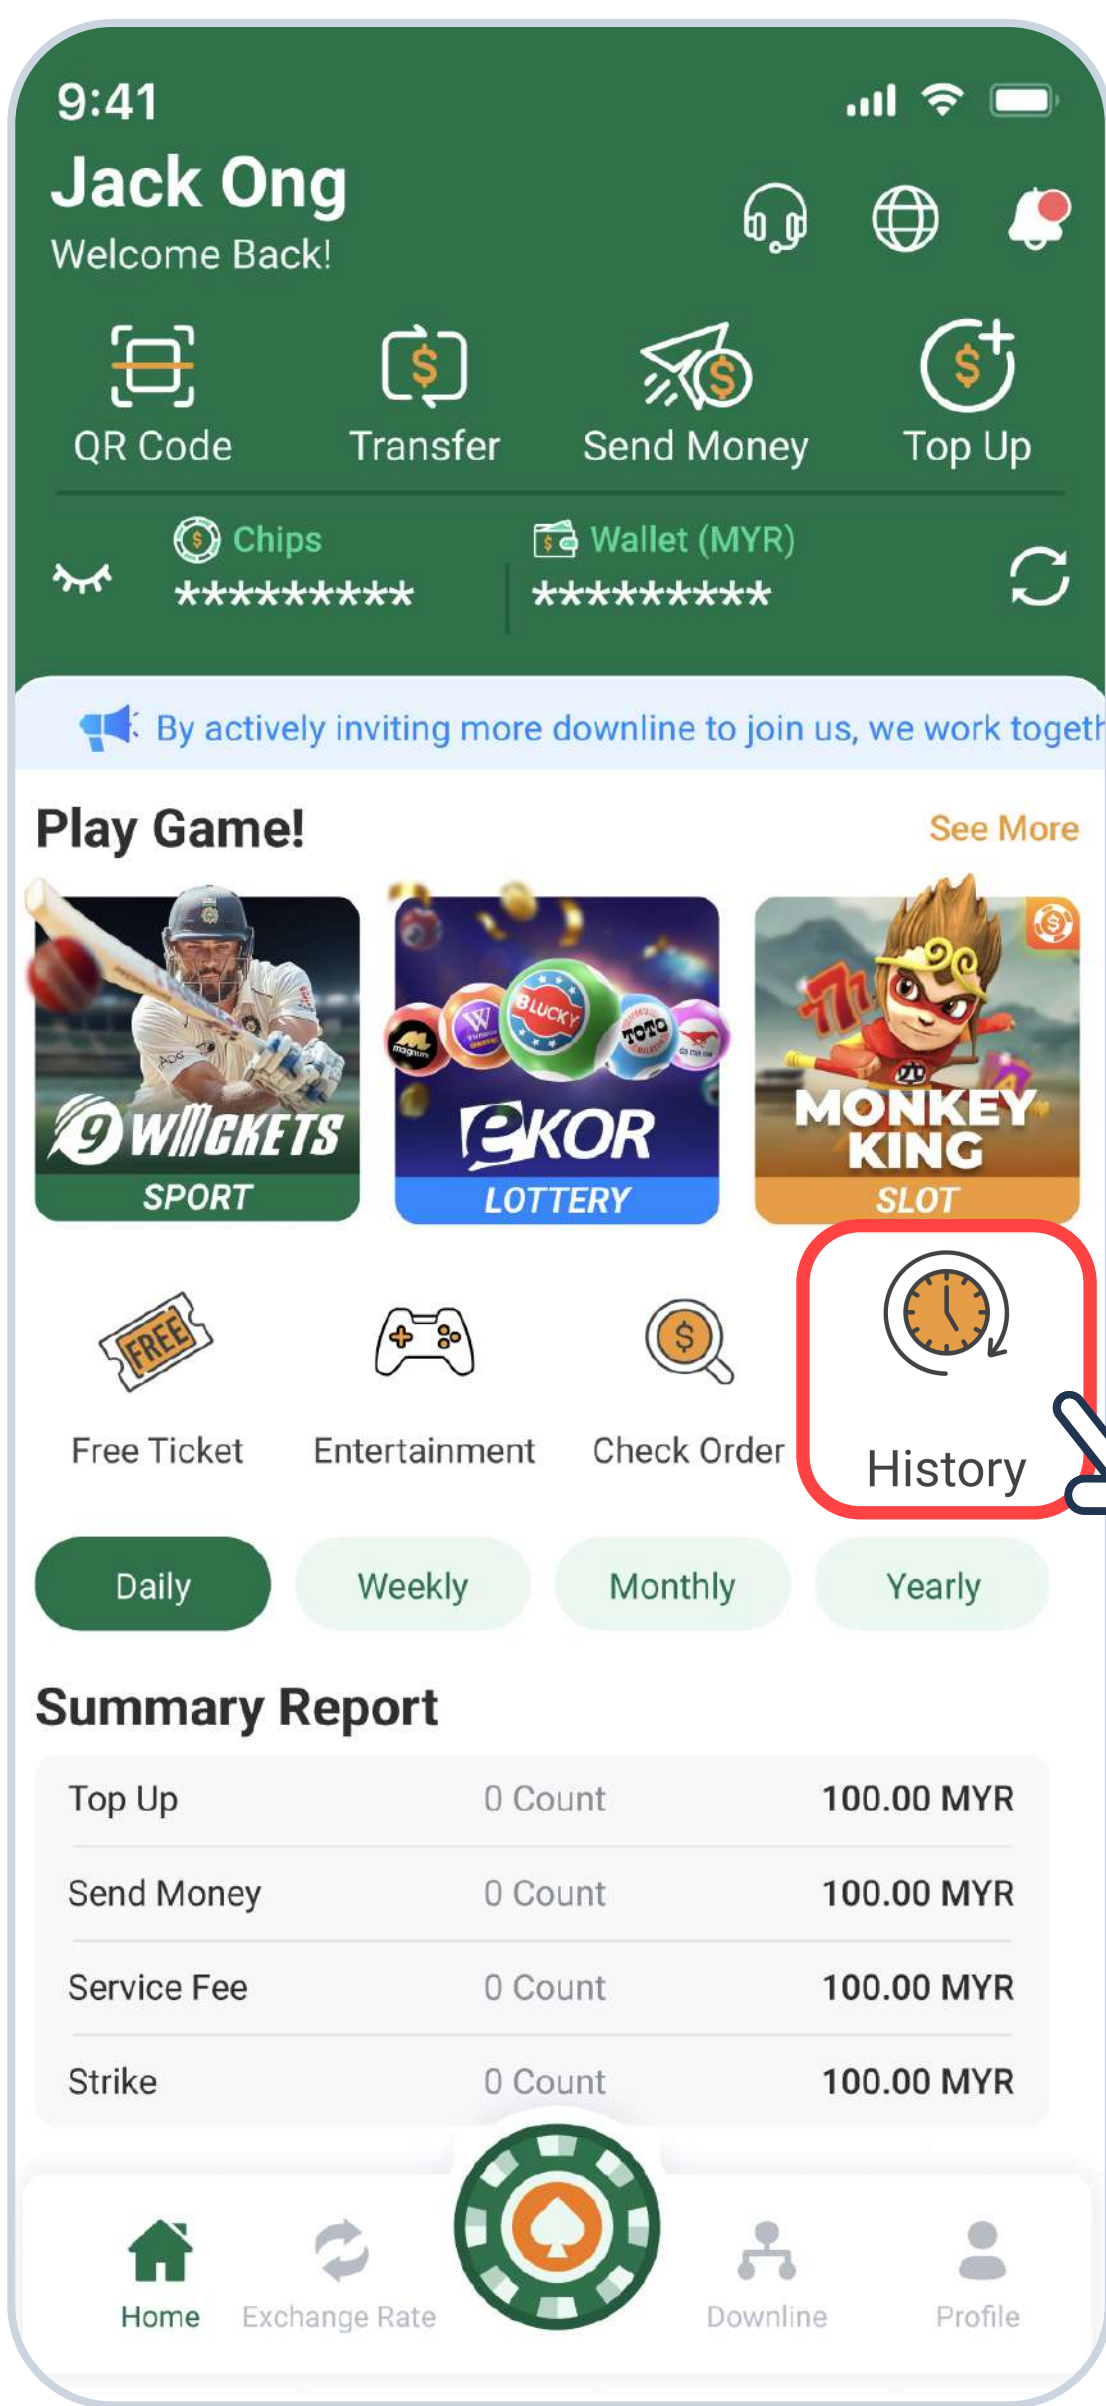 9:41
Jack Ong
Welcome Back!
QR Code Transfer Send Money Top Up
Chips Wallet (MYR)
********* *********
By actively inviting more downline to join us, we work togeth
Play Game! See More
magnum W BLUCKY TOTO
9 WICKETS eKOR MONKEY KING
SPORT LOTTERY SLOT
FREE
Free Ticket Entertainment Check Order History
Daily Weekly Monthly Yearly
Summary Report
Top Up 0 Count 100.00 MYR
Send Money 0 Count 100.00 MYR
Service Fee 0 Count 100.00 MYR
Strike 0 Count 100.00 MYR
Home Exchange Rate Downline Profile